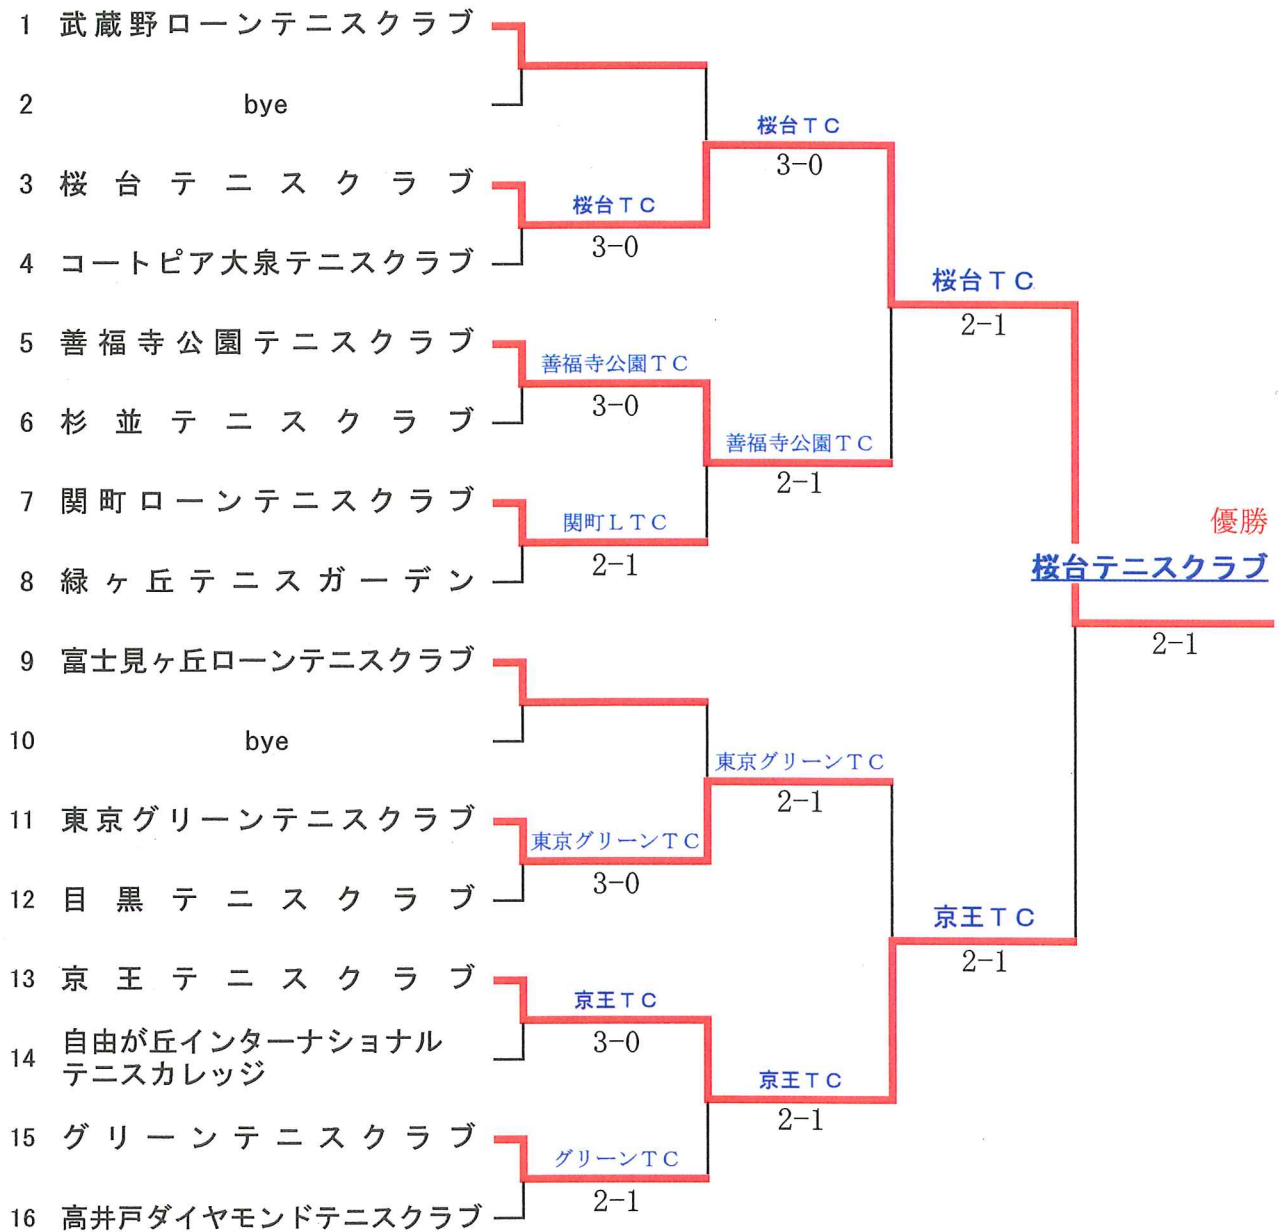 1 武蔵野ローンテニスクラブ
2 bye
桜台ＴＣ
3-0
3 桜台テニスクラブ
桜台ＴＣ
3-0
4 コートピア大泉テニスクラブ
桜台ＴＣ
2-1
5 善福寺公園テニスクラブ
善福寺公園ＴＣ
3-0
6 杉並テニスクラブ
善福寺公園ＴＣ
2-1
7 関町ローンテニスクラブ
関町ＬＴＣ
2-1
8 緑ヶ丘テニスガーデン
優勝
桜台テニスクラブ
2-1
9 富士見ヶ丘ローンテニスクラブ
10 bye
東京グリーンＴＣ
2-1
11 東京グリーンテニスクラブ
東京グリーンＴＣ
3-0
12 目黒テニスクラブ
京王ＴＣ
2-1
13 京王テニスクラブ
京王ＴＣ
3-0
14 自由が丘インターナショナル
テニスカレッジ
京王ＴＣ
2-1
15 グリーンテニスクラブ
グリーンＴＣ
2-1
16 高井戸ダイヤモンドテニスクラブ